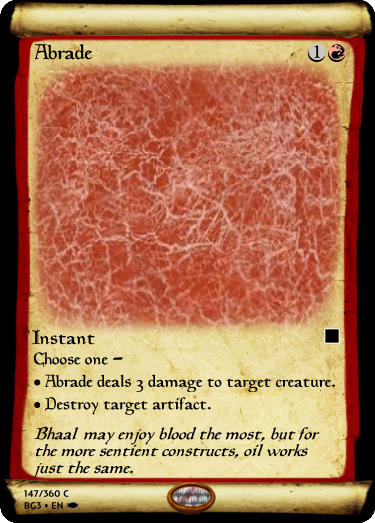 Abrade 1
Instant
Choose one –
• Abrade deals 3 damage to target creature.
• Destroy target artifact.
Bhaal may enjoy blood the most, but for
the more sentient constructs, oil works
just the same.
147/360 C
BG3 • EN